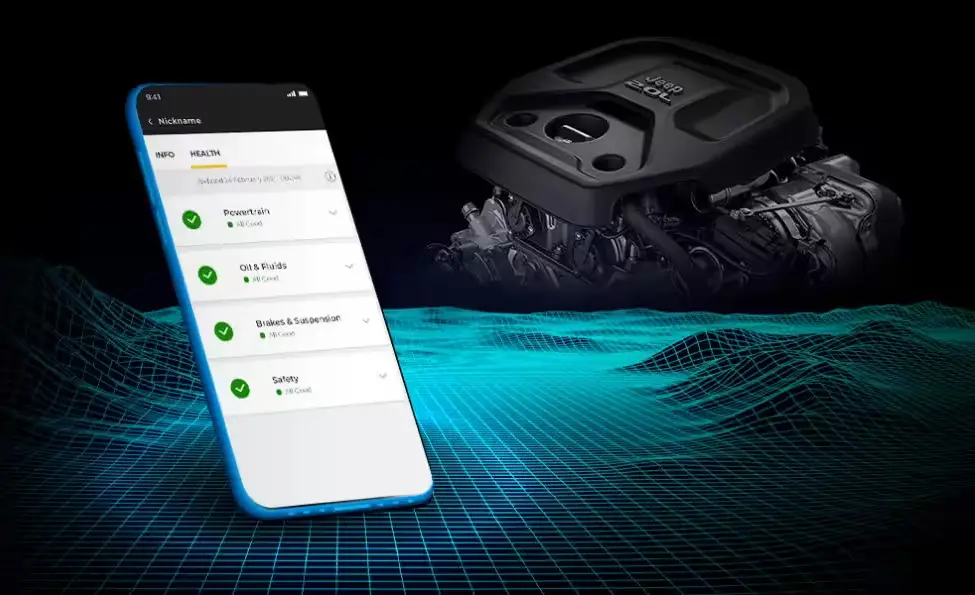 9:41
Nickname
INFO HEALTH
Powertrain
All Good
Oil & Fluids
All Good
Brakes & Suspension
All Good
Safety
All Good
Jeep
2.0L